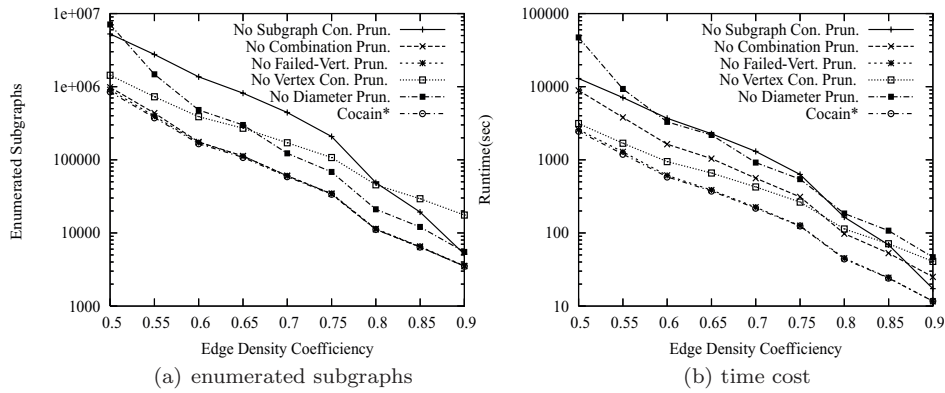 Enumerated Subgraphs
1e+007
1e+006
100000
10000
1000
No Subgraph Con. Prun.
No Combination Prun.
No Failed-Vert. Prun.
No Vertex Con. Prun.
No Diameter Prun.
Cocain*
0.5 0.55 0.6 0.65 0.7 0.75 0.8 0.85 0.9
Edge Density Coefficiency
(a) enumerated subgraphs
Runtime(sec)
100000
10000
1000
100
10
No Subgraph Con. Prun.
No Combination Prun.
No Failed-Vert. Prun.
No Vertex Con. Prun.
No Diameter Prun.
Cocain*
0.5 0.55 0.6 0.65 0.7 0.75 0.8 0.85 0.9
Edge Density Coefficiency
(b) time cost